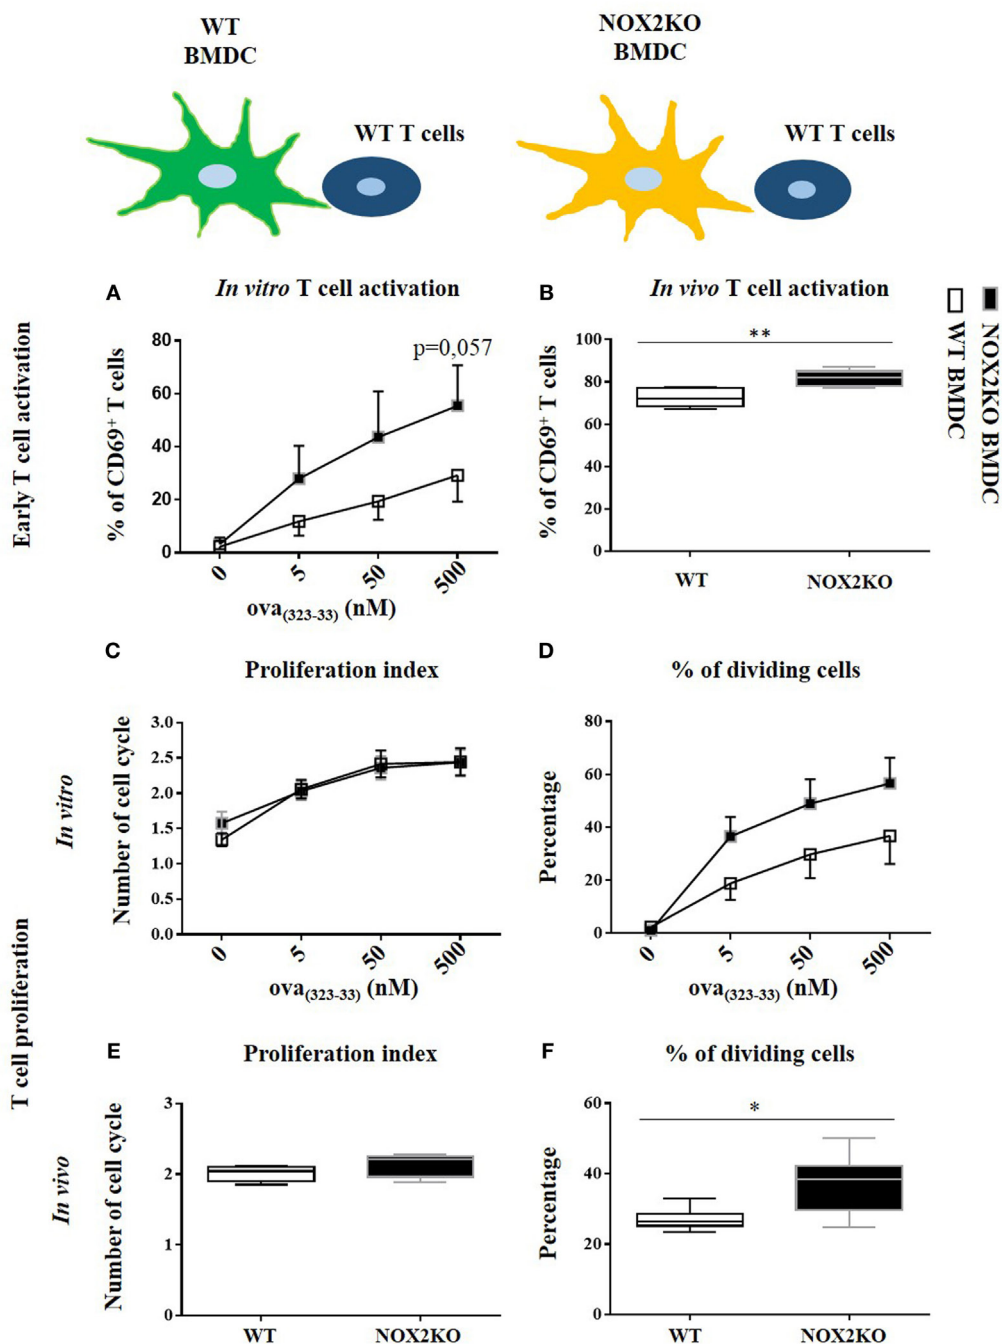 WT
BMDC
NOX2KO
BMDC
WT T cells
WT T cells
A
In vitro T cell activation
B
In vivo T cell activation
NOX2KO BMDC
WT BMDC
Early T cell activation
% of CD69+ T cells
80
60
40
20
0
p=0,057
0
5
50
500
ova(323-33) (nM)
% of CD69+ T cells
100
80
60
40
20
0
**
WT
NOX2KO
C
Proliferation index
D
% of dividing cells
T cell proliferation
In vitro
Number of cell cycle
3.0
2.5
2.0
1.5
1.0
0.5
0.0
0
5
50
500
ova(323-33) (nM)
Percentage
80
60
40
20
0
0
5
50
500
ova(323-33) (nM)
E
Proliferation index
F
% of dividing cells
In vivo
Number of cell cycle
3
2
1
0
WT
NOX2KO
Percentage
60
40
20
0
*
WT
NOX2KO